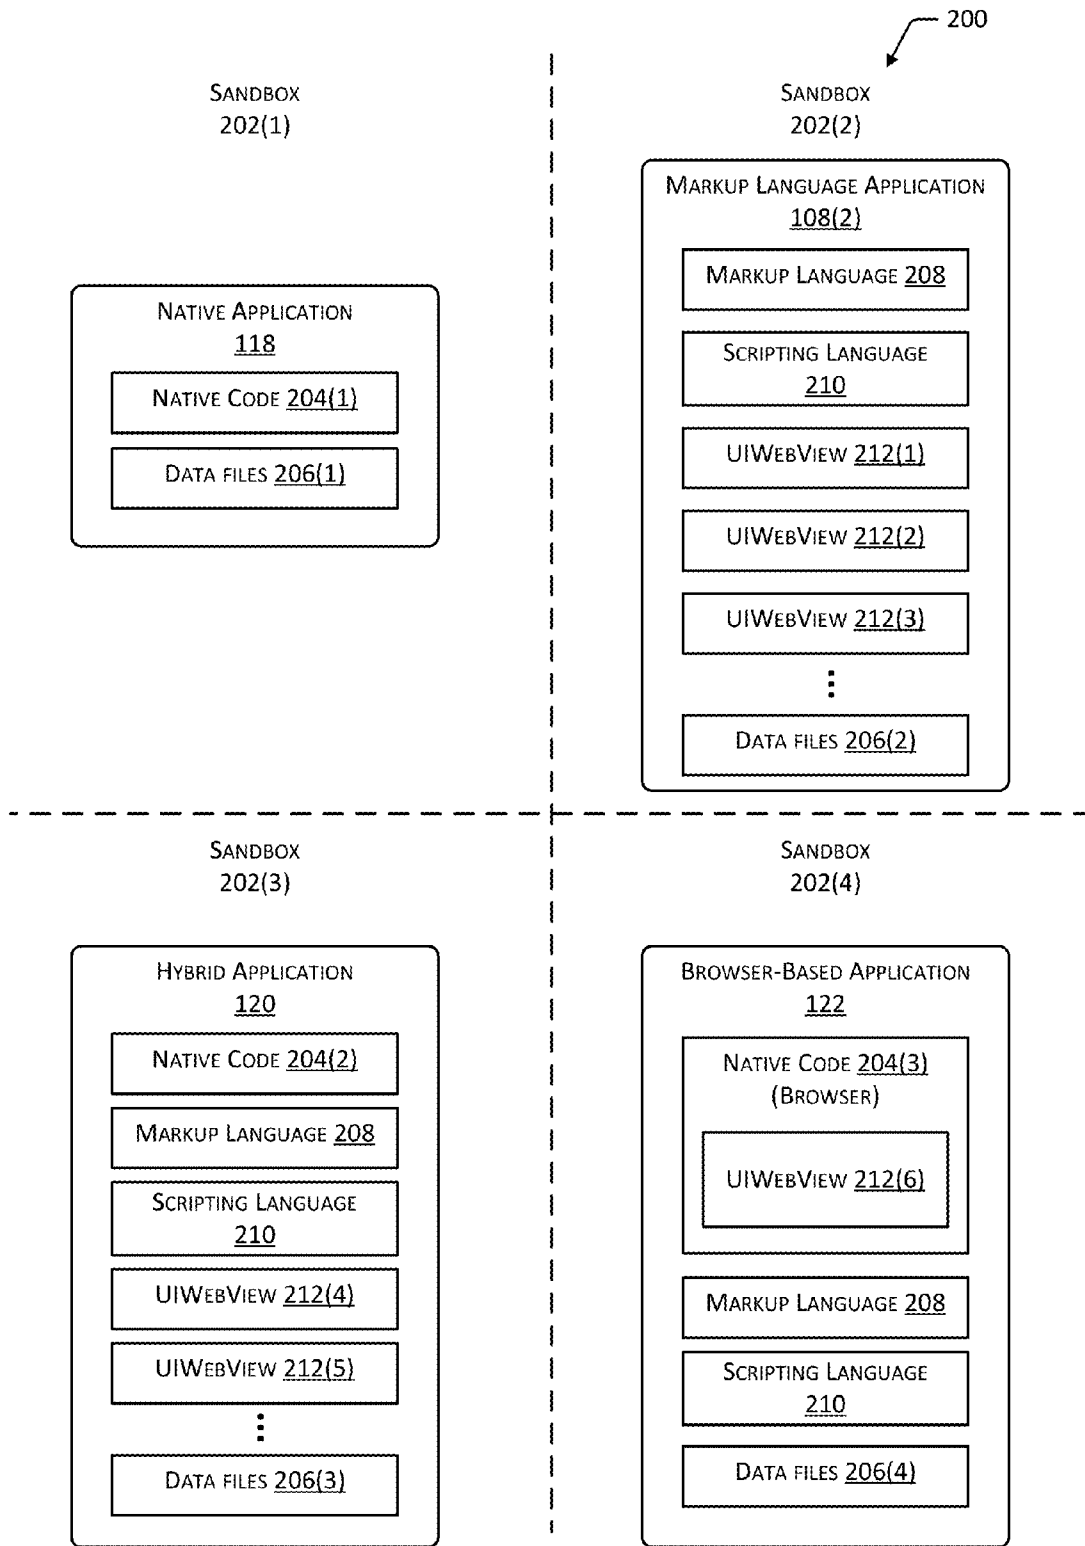 200
Sandbox
202(1)
Native Application
118
Native Code 204(1)
Data files 206(1)
Sandbox
202(2)
Markup Language Application
108(2)
Markup Language 208
Scripting Language
210
UIWebView 212(1)
UIWebView 212(2)
UIWebView 212(3)
Data files 206(2)
Sandbox
202(3)
Hybrid Application
120
Native Code 204(2)
Markup Language 208
Scripting Language
210
UIWebView 212(4)
UIWebView 212(5)
Data files 206(3)
Sandbox
202(4)
Browser-Based Application
122
Native Code 204(3)
(Browser)
UIWebView 212(6)
Markup Language 208
Scripting Language
210
Data files 206(4)